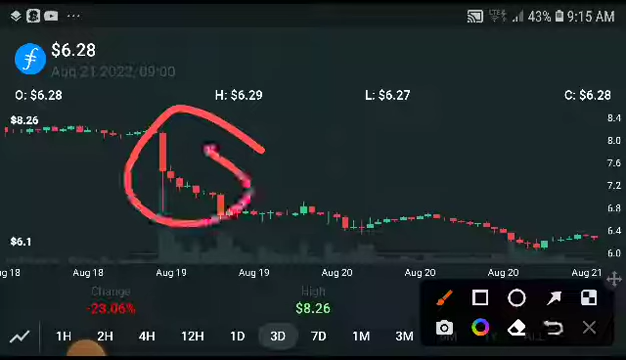 LTE 43% 9:15 AM
$6.28
Aug 21 2022/09:00
O: $6.28 H: $6.29 L: $6.27 C: $6.28
$8.26
8.4
8.0
7.6
7.2
6.8
6.4
6.0
$6.1
ug 18 Aug 18 Aug 19 Aug 19 Aug 20 Aug 20 Aug 21
Change High
-23.06% $8.26
1H 2H 4H 12H 1D 3D 7D 1M 3M